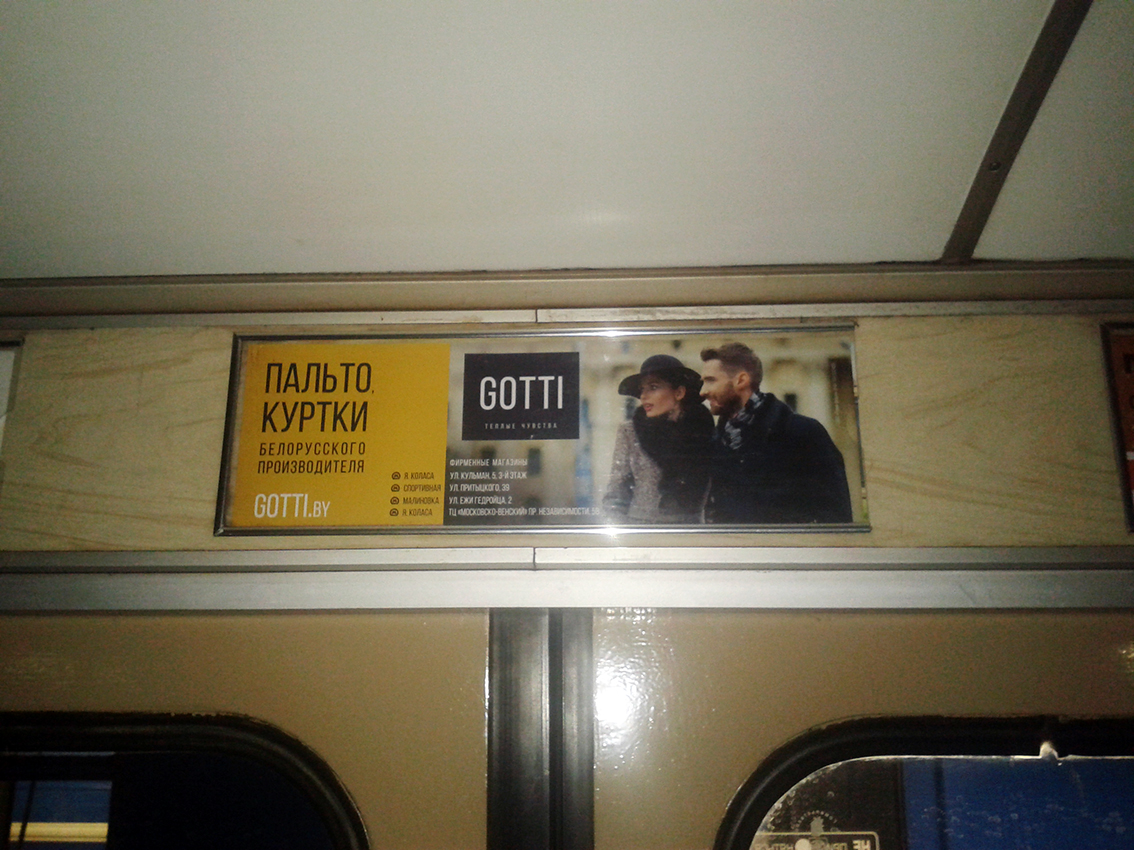 ПАЛЬТО,
КУРТКИ
БЕЛОРУССКОГО
ПРОИЗВОДИТЕЛЯ
GOTTI.BY
Я. КОЛАСА
СПОРТИВНАЯ
МАЛИНОВКА
Я. КОЛАСА
GOTTI
ТЕПЛЫЕ ЧУВСТВА
ФИРМЕННЫЕ МАГАЗИНЫ
УЛ. КУЛЬМАН, 5, 3-Й ЭТАЖ
УЛ. ПРИТЫЦКОГО, 39
УЛ. ЕЖИ ГЕДРОЙЦА, 2
ТЦ «МОСКОВСКО-ВЕНСКИЙ» ПР. НЕЗАВИСИМОСТИ, 58
НЕ